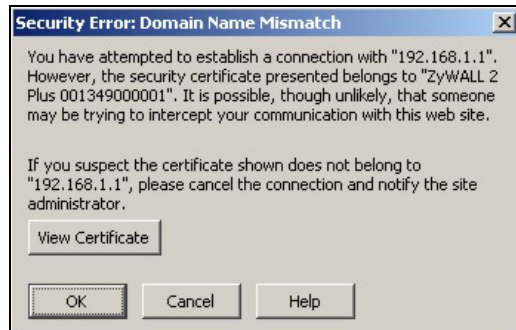 Security Error: Domain Name Mismatch
You have attempted to establish a connection with "192.168.1.1".
However, the security certificate presented belongs to "ZyWALL 2
Plus 001349000001". It is possible, though unlikely, that someone
may be trying to intercept your communication with this web site.
If you suspect the certificate shown does not belong to
"192.168.1.1", please cancel the connection and notify the site
administrator.
View Certificate
OK Cancel Help